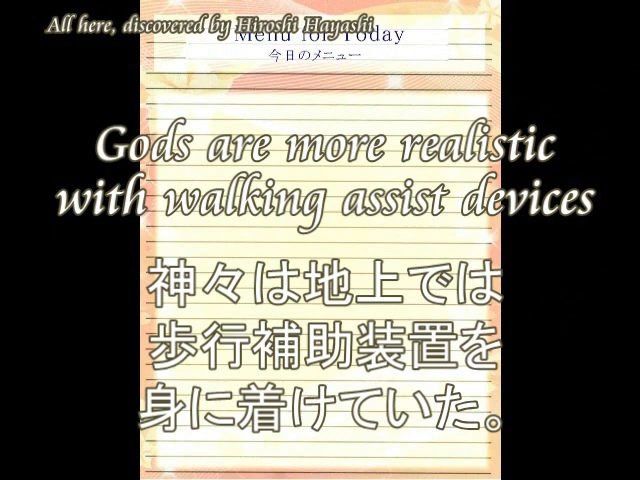 All here, discovered by Hiroshi Hayashi
Menu for Today
今日のメニュー
Gods are more realistic
with walking assist devices
神々は地上では
歩行補助装置を
身に着けていた。